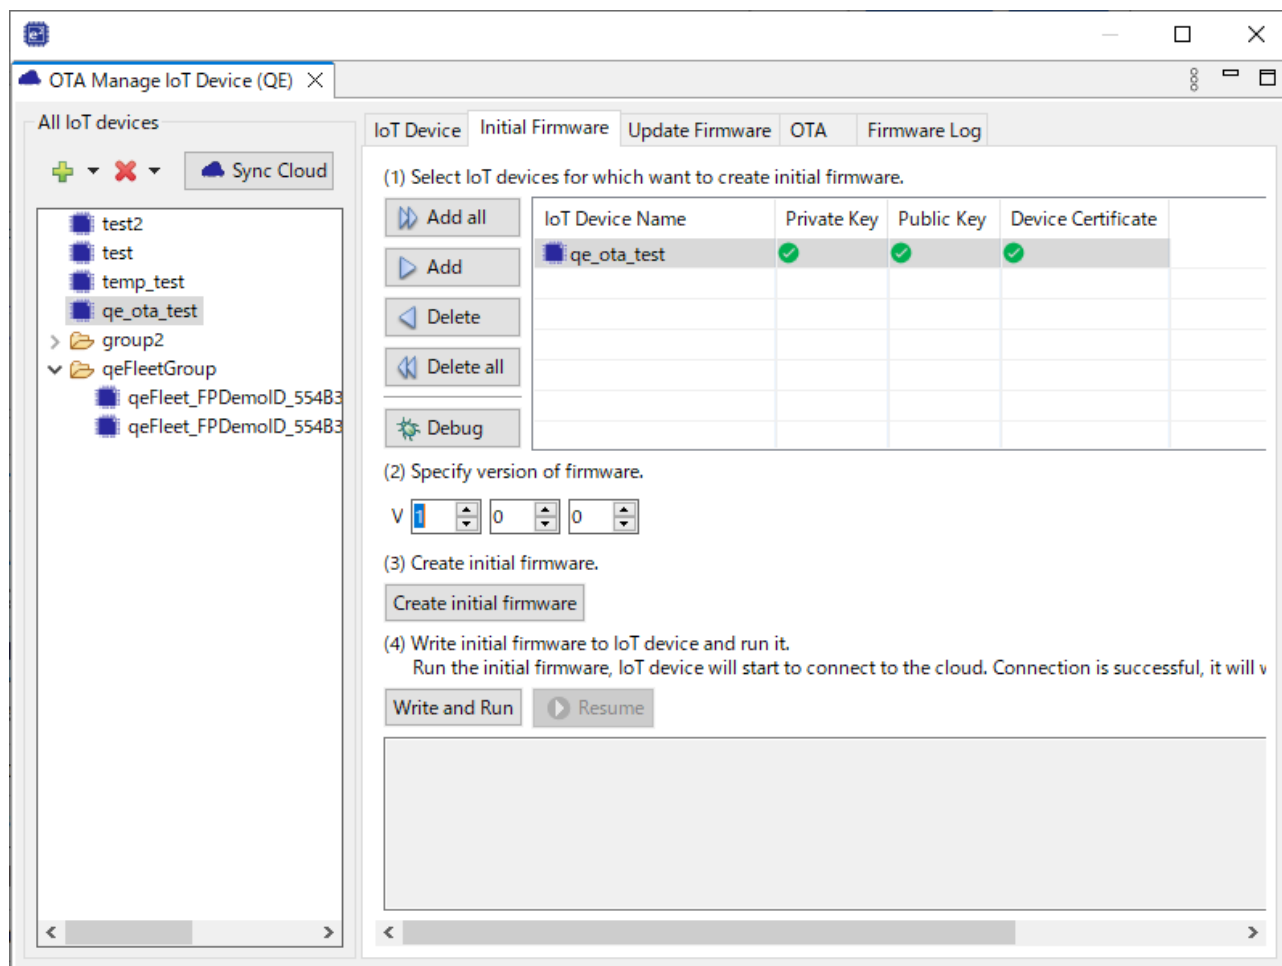 OTA Manage IoT Device (QE)
All IoT devices
Sync Cloud
test2
test
temp_test
qe_ota_test
group2
qeFleetGroup
qeFleet_FPDemoID_554B3
qeFleet_FPDemoID_554B3
IoT Device Initial Firmware Update Firmware OTA Firmware Log
(1) Select IoT devices for which want to create initial firmware.
Add all
Add
Delete
Delete all
Debug
IoT Device Name Private Key Public Key Device Certificate
qe_ota_test
(2) Specify version of firmware.
V 1 0 0
(3) Create initial firmware.
Create initial firmware
(4) Write initial firmware to IoT device and run it.
Run the initial firmware, IoT device will start to connect to the cloud. Connection is successful, it will
Write and Run Resume